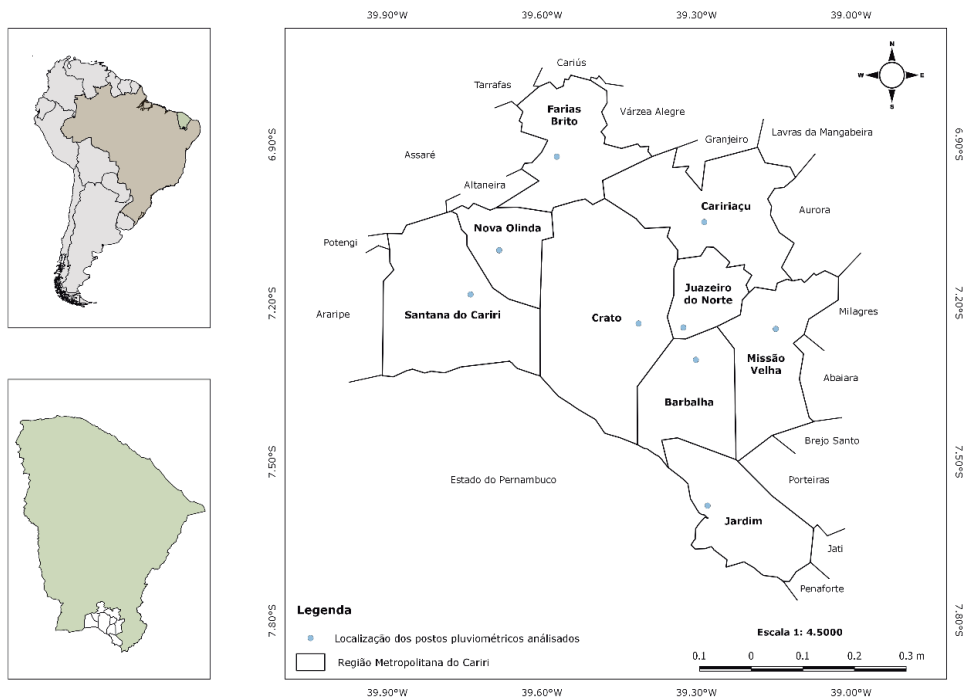 39.90°W
39.60°W
39.30°W
39.00°W
N
W
E
S
Cariús
Tarrafas
Farias
Brito
Várzea Alegre
Lavras da Mangabeira
Granjeiro
6.90°S
6.90°S
Assaré
Altaneira
Caririaçu
Aurora
Nova Olinda
Potengi
Juazeiro
do Norte
7.20°S
7.20°S
Araripe
Santana do Cariri
Crato
Milagres
Missão
Velha
Abaiara
Barbalha
Brejo Santo
7.50°S
7.50°S
Estado do Pernambuco
Porteiras
Jardim
Jati
Penaforte
7.80°S
7.80°S
Legenda
Localização dos postos pluviométricos análisados
Região Metropolitana do Cariri
Escala 1: 4.5000
0.1
0
0.1
0.2
0.3 m
39.90°W
39.60°W
39.30°W
39.00°W